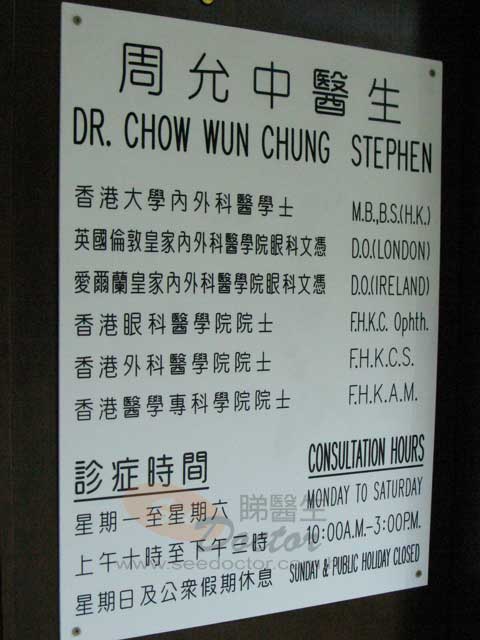 周允中醫生
DR. CHOW WUN CHUNG STEPHEN
香港大學內外科醫學士 M.B.,B.S.(H.K.)
英國倫敦皇家內外科醫學院眼科文憑 D.O.(LONDON)
愛爾蘭皇家內外科醫學院眼科文憑 D.O.(IRELAND)
香港眼科醫學院院士 F.H.K.C. Ophth.
香港外科醫學院院士 F.H.K.C.S.
香港醫學專科學院院士 F.H.K.A.M.
診症時間
星期一至星期六
上午十時至下午三時
星期日及公眾假期休息
CONSULTATION HOURS
MONDAY TO SATURDAY
10:00A.M.-3:00PM.
SUNDAY & PUBLIC HOLIDAY CLOSED
睇醫生
Doctor